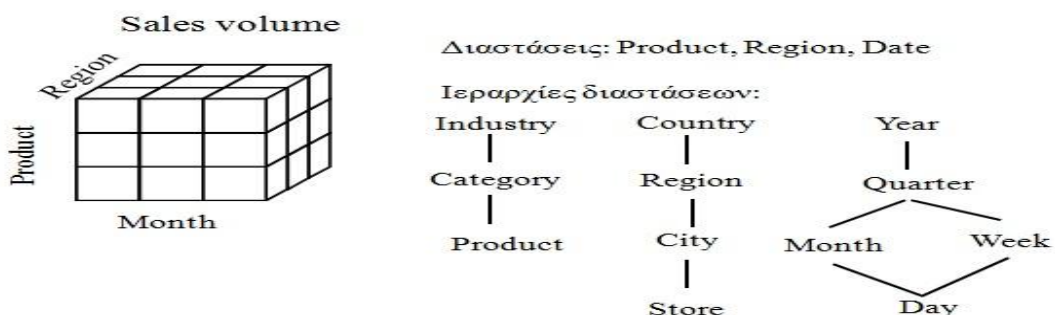 Sales volume
Region
Product
Month
Διαστάσεις: Product, Region, Date
Ιεραρχίες διαστάσεων:
Industry Country Year
Category Region Quarter
Product City Month Week
Store Day